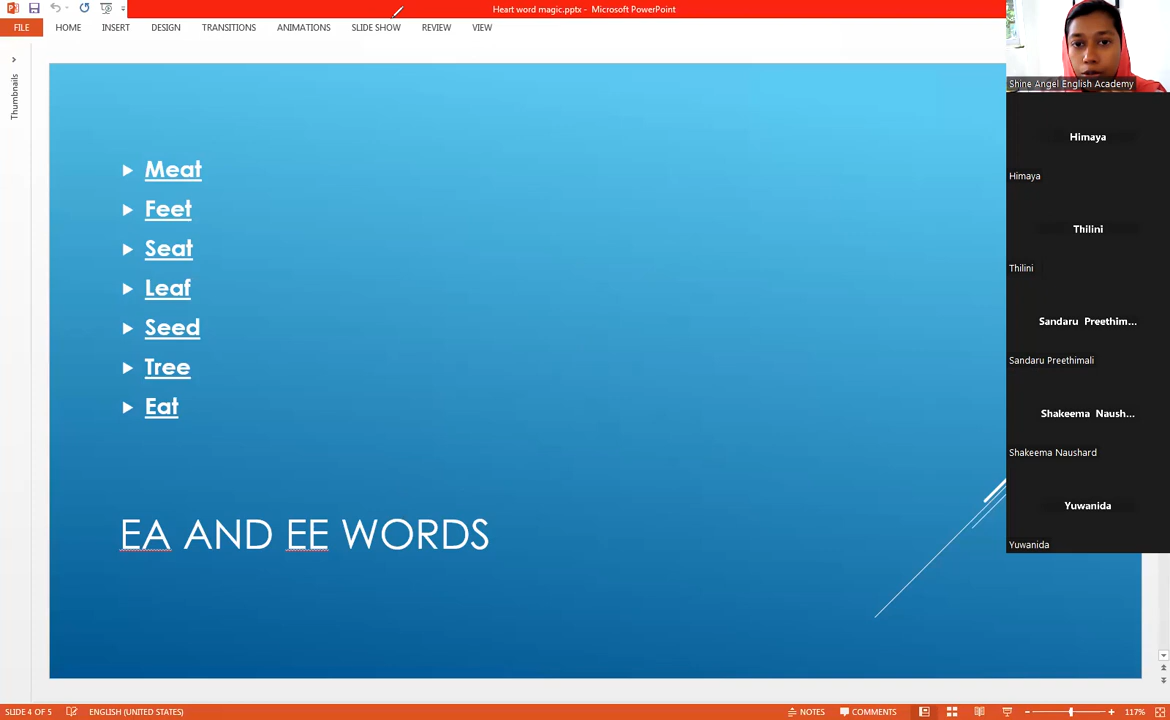 Heart word magic.pptx - Microsoft PowerPoint
FILE HOME INSERT DESIGN TRANSITIONS ANIMATIONS SLIDE SHOW REVIEW VIEW
Thumbnails
Meat
Feet
Seat
Leaf
Seed
Tree
Eat
EA AND EE WORDS
Shine Angel English Academy
Himaya
Himaya
Thilini
Thilini
Sandaru Preethim...
Sandaru Preethimali
Shakeema Naush...
Shakeema Naushard
Yuwanida
Yuwanida
SLIDE 4 OF 5 ENGLISH (UNITED STATES) NOTES COMMENTS 117%